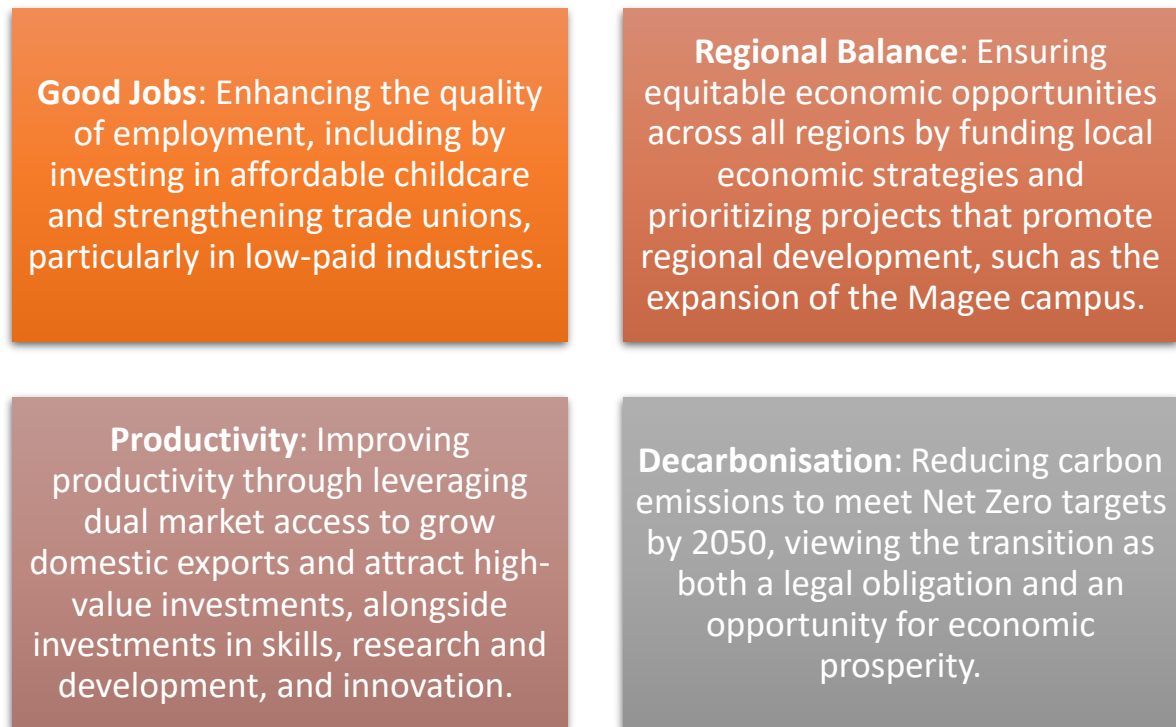 Good Jobs: Enhancing the quality
of employment, including by
investing in affordable childcare
and strengthening trade unions,
particularly in low-paid industries.
Regional Balance: Ensuring
equitable economic opportunities
across all regions by funding local
economic strategies and
prioritizing projects that promote
regional development, such as the
expansion of the Magee campus.
Productivity: Improving
productivity through leveraging
dual market access to grow
domestic exports and attract high-
value investments, alongside
investments in skills, research and
development, and innovation.
Decarbonisation: Reducing carbon
emissions to meet Net Zero targets
by 2050, viewing the transition as
both a legal obligation and an
opportunity for economic
prosperity.